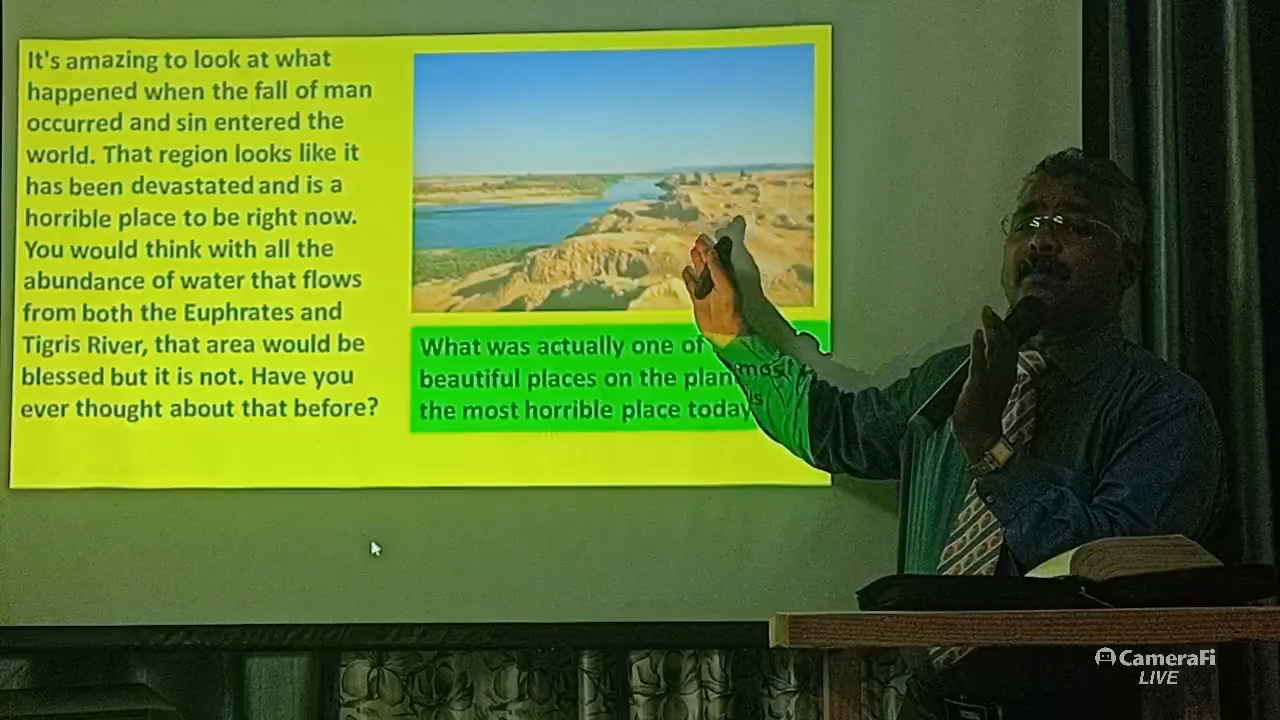 It's amazing to look at what
happened when the fall of man
occurred and sin entered the
world. That region looks like it
has been devastated and is a
horrible place to be right now.
You would think with all the
abundance of water that flows
from both the Euphrates and
Tigris River, that area would be
blessed but it is not. Have you
ever thought about that before?
What was actually one of most
beautiful places on the plan is
the most horrible place today
CameraFi
LIVE